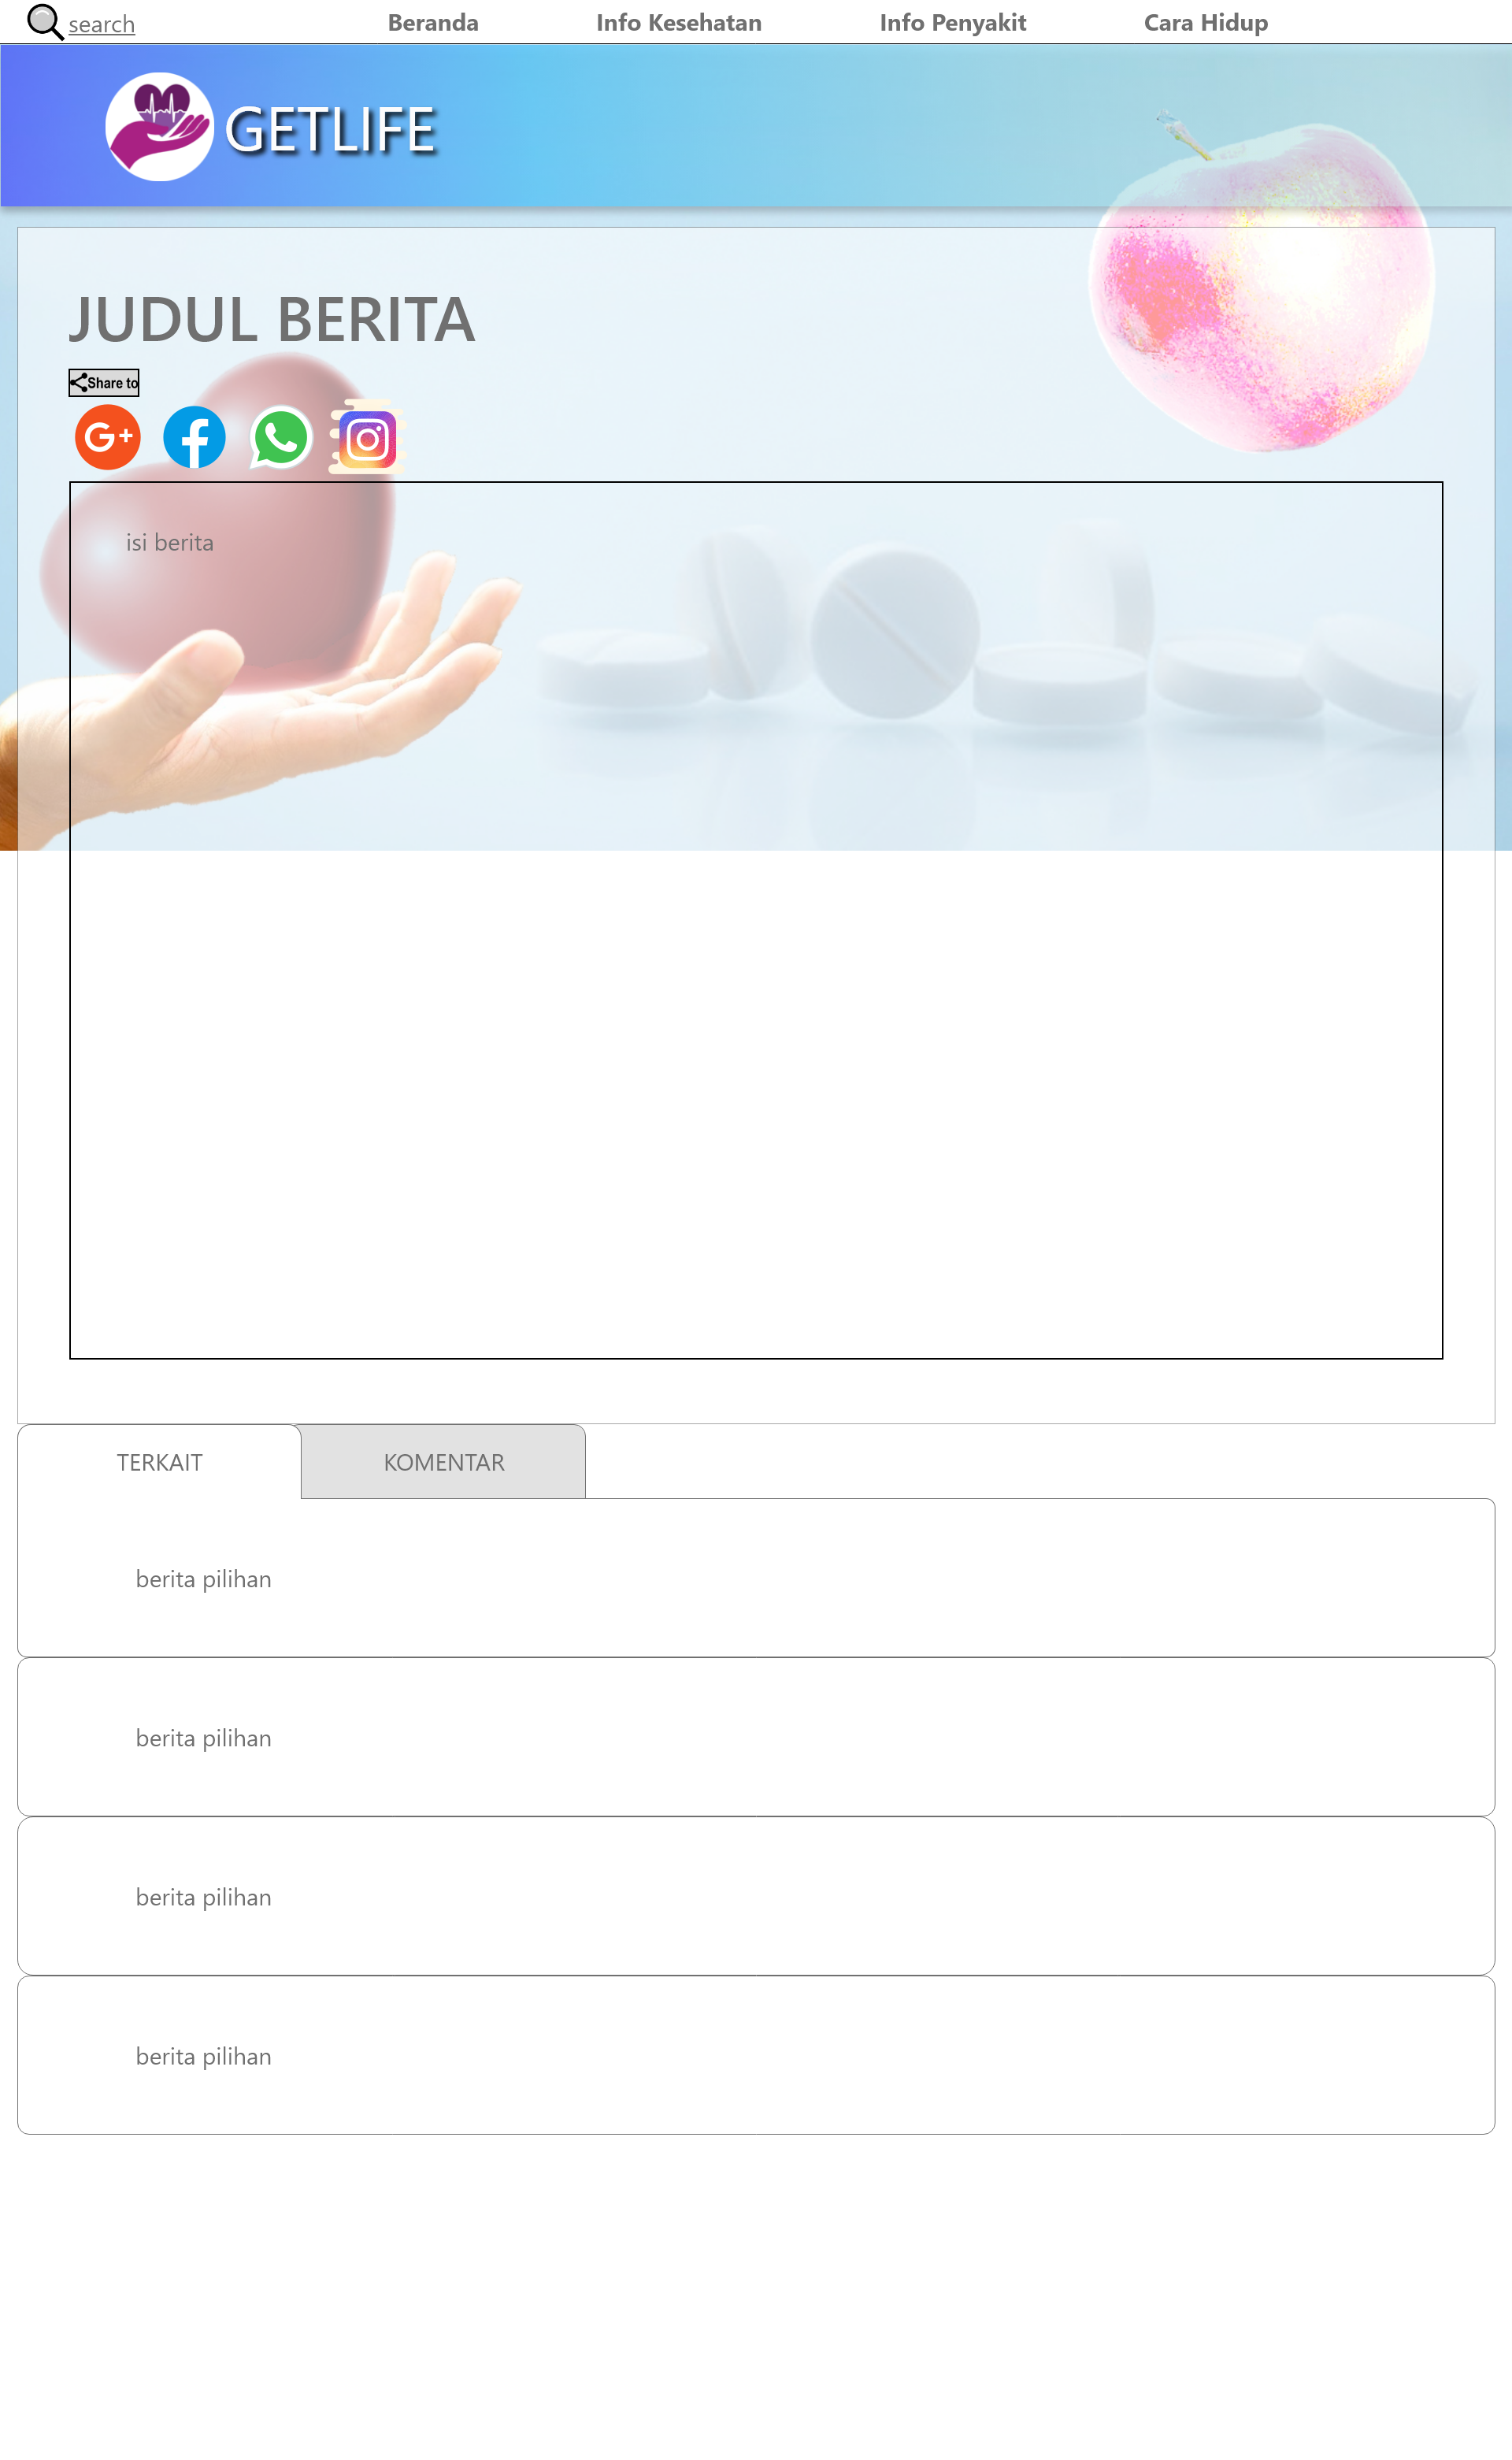 search
Beranda
Info Kesehatan
Info Penyakit
Cara Hidup
GETLIFE
JUDUL BERITA
Share to
G+
isi berita
TERKAIT
KOMENTAR
berita pilihan
berita pilihan
berita pilihan
berita pilihan